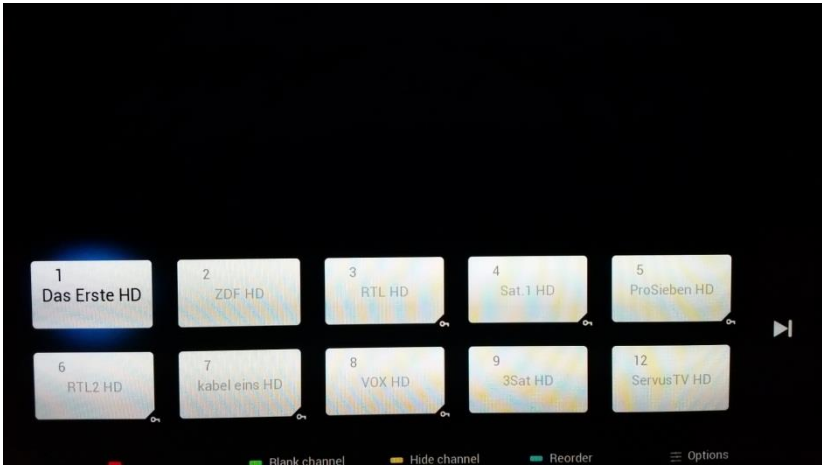 1
Das Erste HD
2
ZDF HD
3
RTL HD
4
Sat.1 HD
5
ProSieben HD
6
RTL2 HD
7
kabel eins HD
8
VOX HD
9
3Sat HD
12
ServusTV HD
Blank channel
Hide channel
Reorder
Options